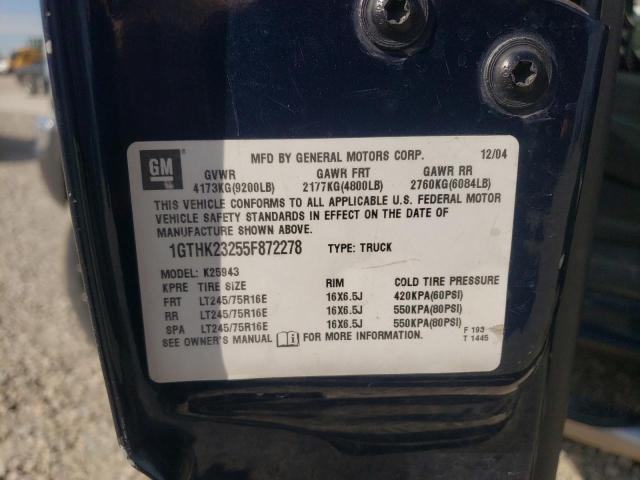 GM
MFD BY GENERAL MOTORS CORP. 12/04
GVWR GAWR FRT GAWR RR
4173KG(9200LB) 2177KG(4800LB) 2760KG(6084LB)
THIS VEHICLE CONFORMS TO ALL APPLICABLE U.S. FEDERAL MOTOR
VEHICLE SAFETY STANDARDS IN EFFECT ON THE DATE OF
MANUFACTURE SHOWN ABOVE.
1GTHK23255F872278 TYPE: TRUCK
MODEL: K25943
KPRE TIRE SIZE RIM COLD TIRE PRESSURE
FRT LT245/75R16E 16X6.5J 420KPA(60PSI)
RR LT245/75R16E 16X6.5J 550KPA(80PSI)
SPA LT245/75R16E 16X6.5J 550KPA(80PSI)
SEE OWNER'S MANUAL FOR MORE INFORMATION.
F 193
T 1445